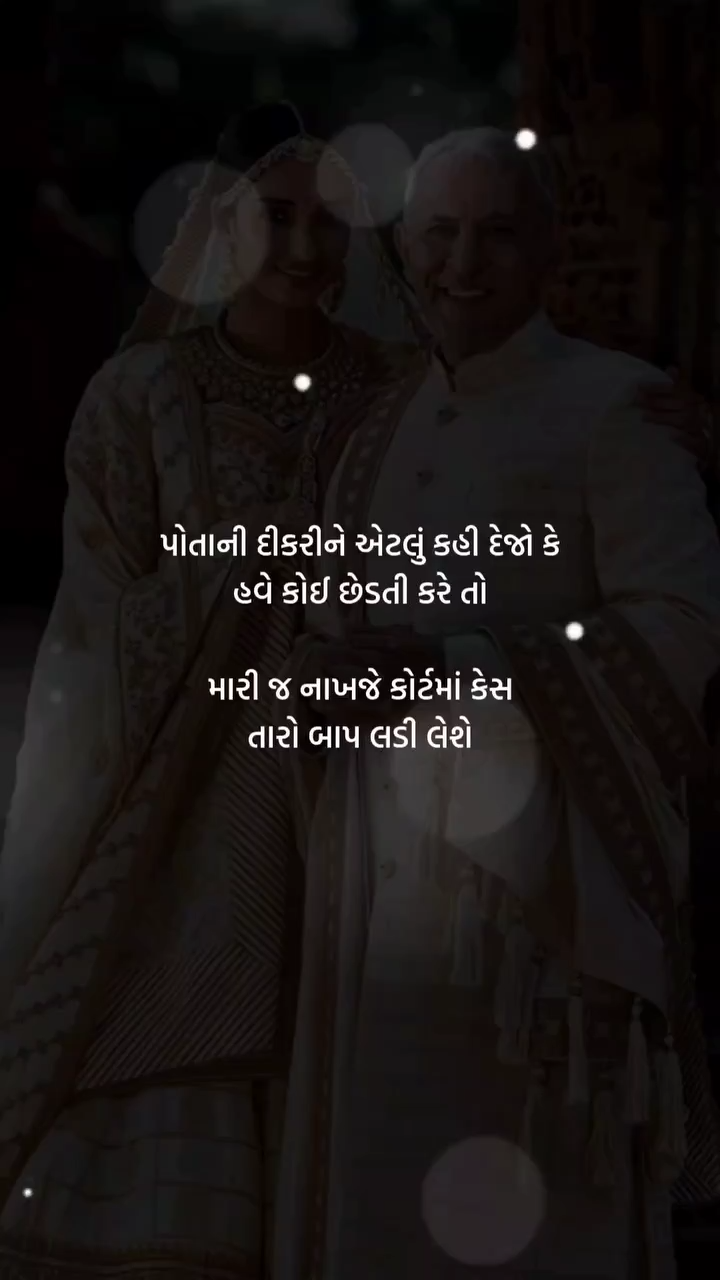 પોતાની દીકરીને એટલું કહી દેજો કે
હવે કોઈ છેડતી કરે તો
મારી જ નાખજે કોર્ટમાં કેસ
તારો બાપ લડી લેશે